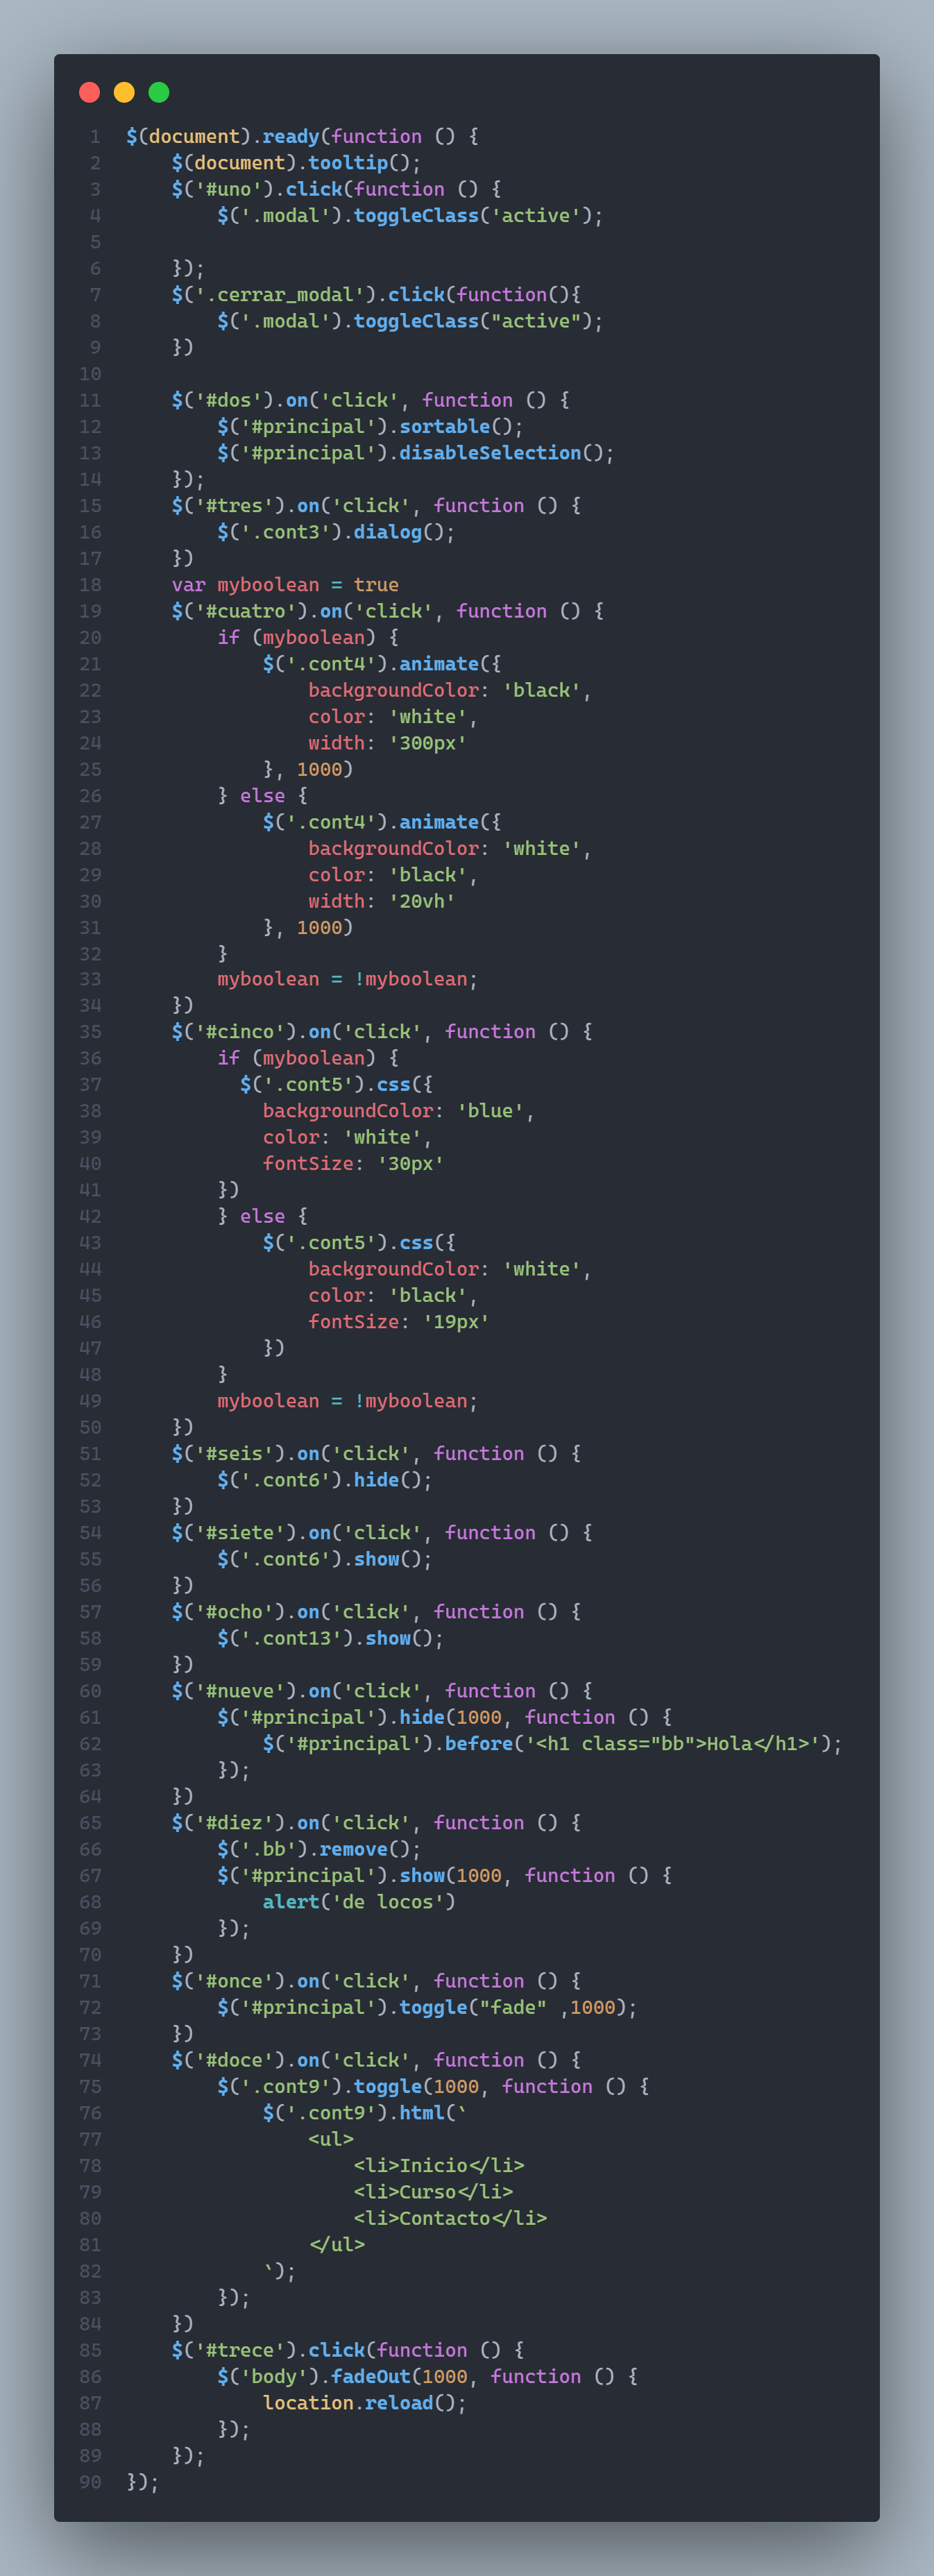 1 $(document).ready(function () {
2     $(document).tooltip();
3     $('#uno').click(function () {
4         $('.modal').toggleClass('active');
5
6     });
7     $('.cerrar_modal').click(function(){
8         $('.modal').toggleClass("active");
9     })
10
11     $('#dos').on('click', function () {
12         $('#principal').sortable();
13         $('#principal').disableSelection();
14     });
15     $('#tres').on('click', function () {
16         $('.cont3').dialog();
17     })
18     var myboolean = true
19     $('#cuatro').on('click', function () {
20         if (myboolean) {
21             $('.cont4').animate({
22                 backgroundColor: 'black',
23                 color: 'white',
24                 width: '300px'
25             }, 1000)
26         } else {
27             $('.cont4').animate({
28                 backgroundColor: 'white',
29                 color: 'black',
30                 width: '20vh'
31             }, 1000)
32         }
33         myboolean = !myboolean;
34     })
35     $('#cinco').on('click', function () {
36         if (myboolean) {
37           $('.cont5').css({
38             backgroundColor: 'blue',
39             color: 'white',
40             fontSize: '30px'
41         })
42         } else {
43             $('.cont5').css({
44                 backgroundColor: 'white',
45                 color: 'black',
46                 fontSize: '19px'
47             })
48         }
49         myboolean = !myboolean;
50     })
51     $('#seis').on('click', function () {
52         $('.cont6').hide();
53     })
54     $('#siete').on('click', function () {
55         $('.cont6').show();
56     })
57     $('#ocho').on('click', function () {
58         $('.cont13').show();
59     })
60     $('#nueve').on('click', function () {
61         $('#principal').hide(1000, function () {
62             $('#principal').before('<h1 class="bb">Hola</h1>');
63         });
64     })
65     $('#diez').on('click', function () {
66         $('.bb').remove();
67         $('#principal').show(1000, function () {
68             alert('de locos')
69         });
70     })
71     $('#once').on('click', function () {
72         $('#principal').toggle("fade" ,1000);
73     })
74     $('#doce').on('click', function () {
75         $('.cont9').toggle(1000, function () {
76             $('.cont9').html(`
77                 <ul>
78                     <li>Inicio</li>
79                     <li>Curso</li>
80                     <li>Contacto</li>
81                 </ul>
82             `);
83         });
84     })
85     $('#trece').click(function () {
86         $('body').fadeOut(1000, function () {
87             location.reload();
88         });
89     });
90 });